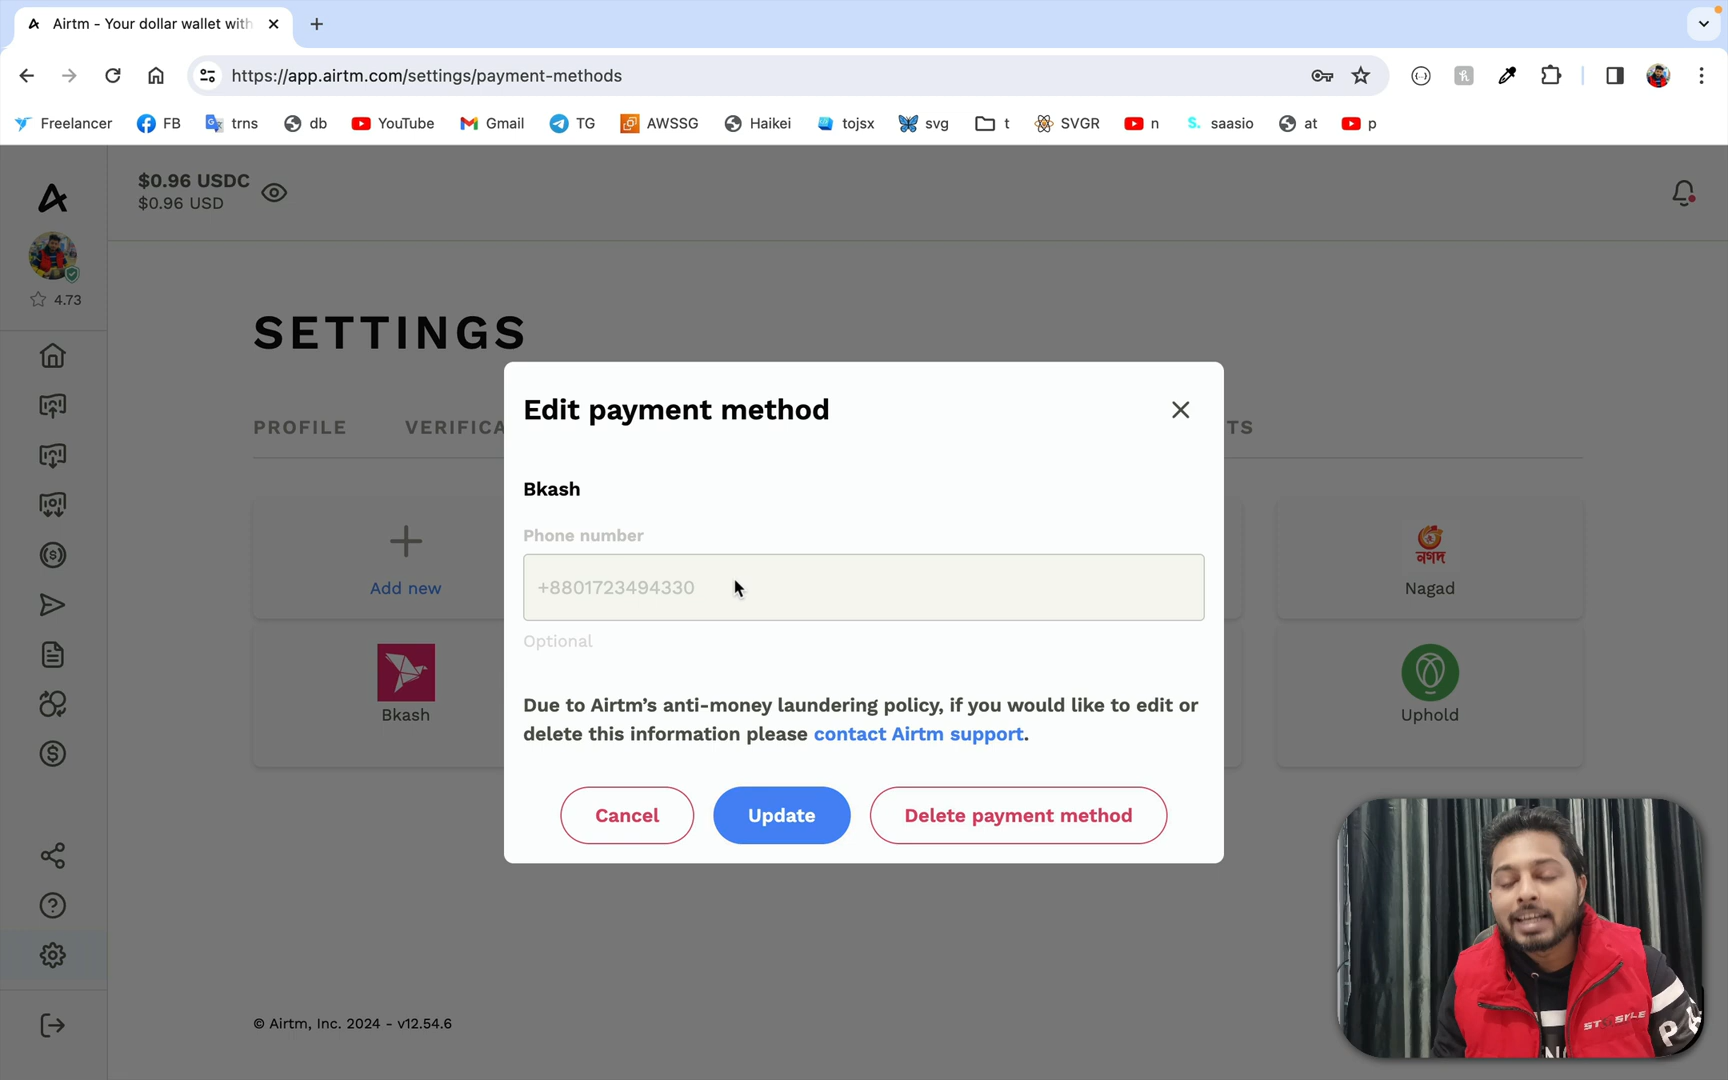 Airtm - Your dollar wallet with
https://app.airtm.com/settings/payment-methods
Freelancer FB trns db YouTube Gmail TG AWSSG Haikei tojsx svg t SVGR n saasio at p
$0.96 USDC
$0.96 USD
4.73
SETTINGS
PROFILE VERIFICA TS
Edit payment method
Bkash
Phone number
+8801723494330
Optional
Due to Airtm’s anti-money laundering policy, if you would like to edit or
delete this information please contact Airtm support.
Cancel Update Delete payment method
Add new
নগদ
Nagad
Bkash
Uphold
© Airtm, Inc. 2024 - v12.54.6